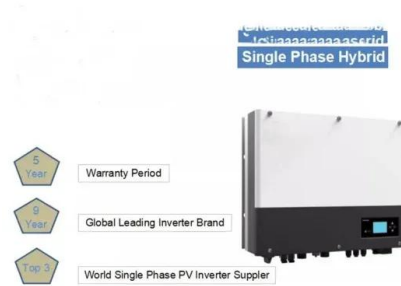 Single Phase Hybrid
5
Year
Warranty Period
9
Year
Global Leading Inverter Brand
Top 3
World Single Phase PV Inverter Suppler